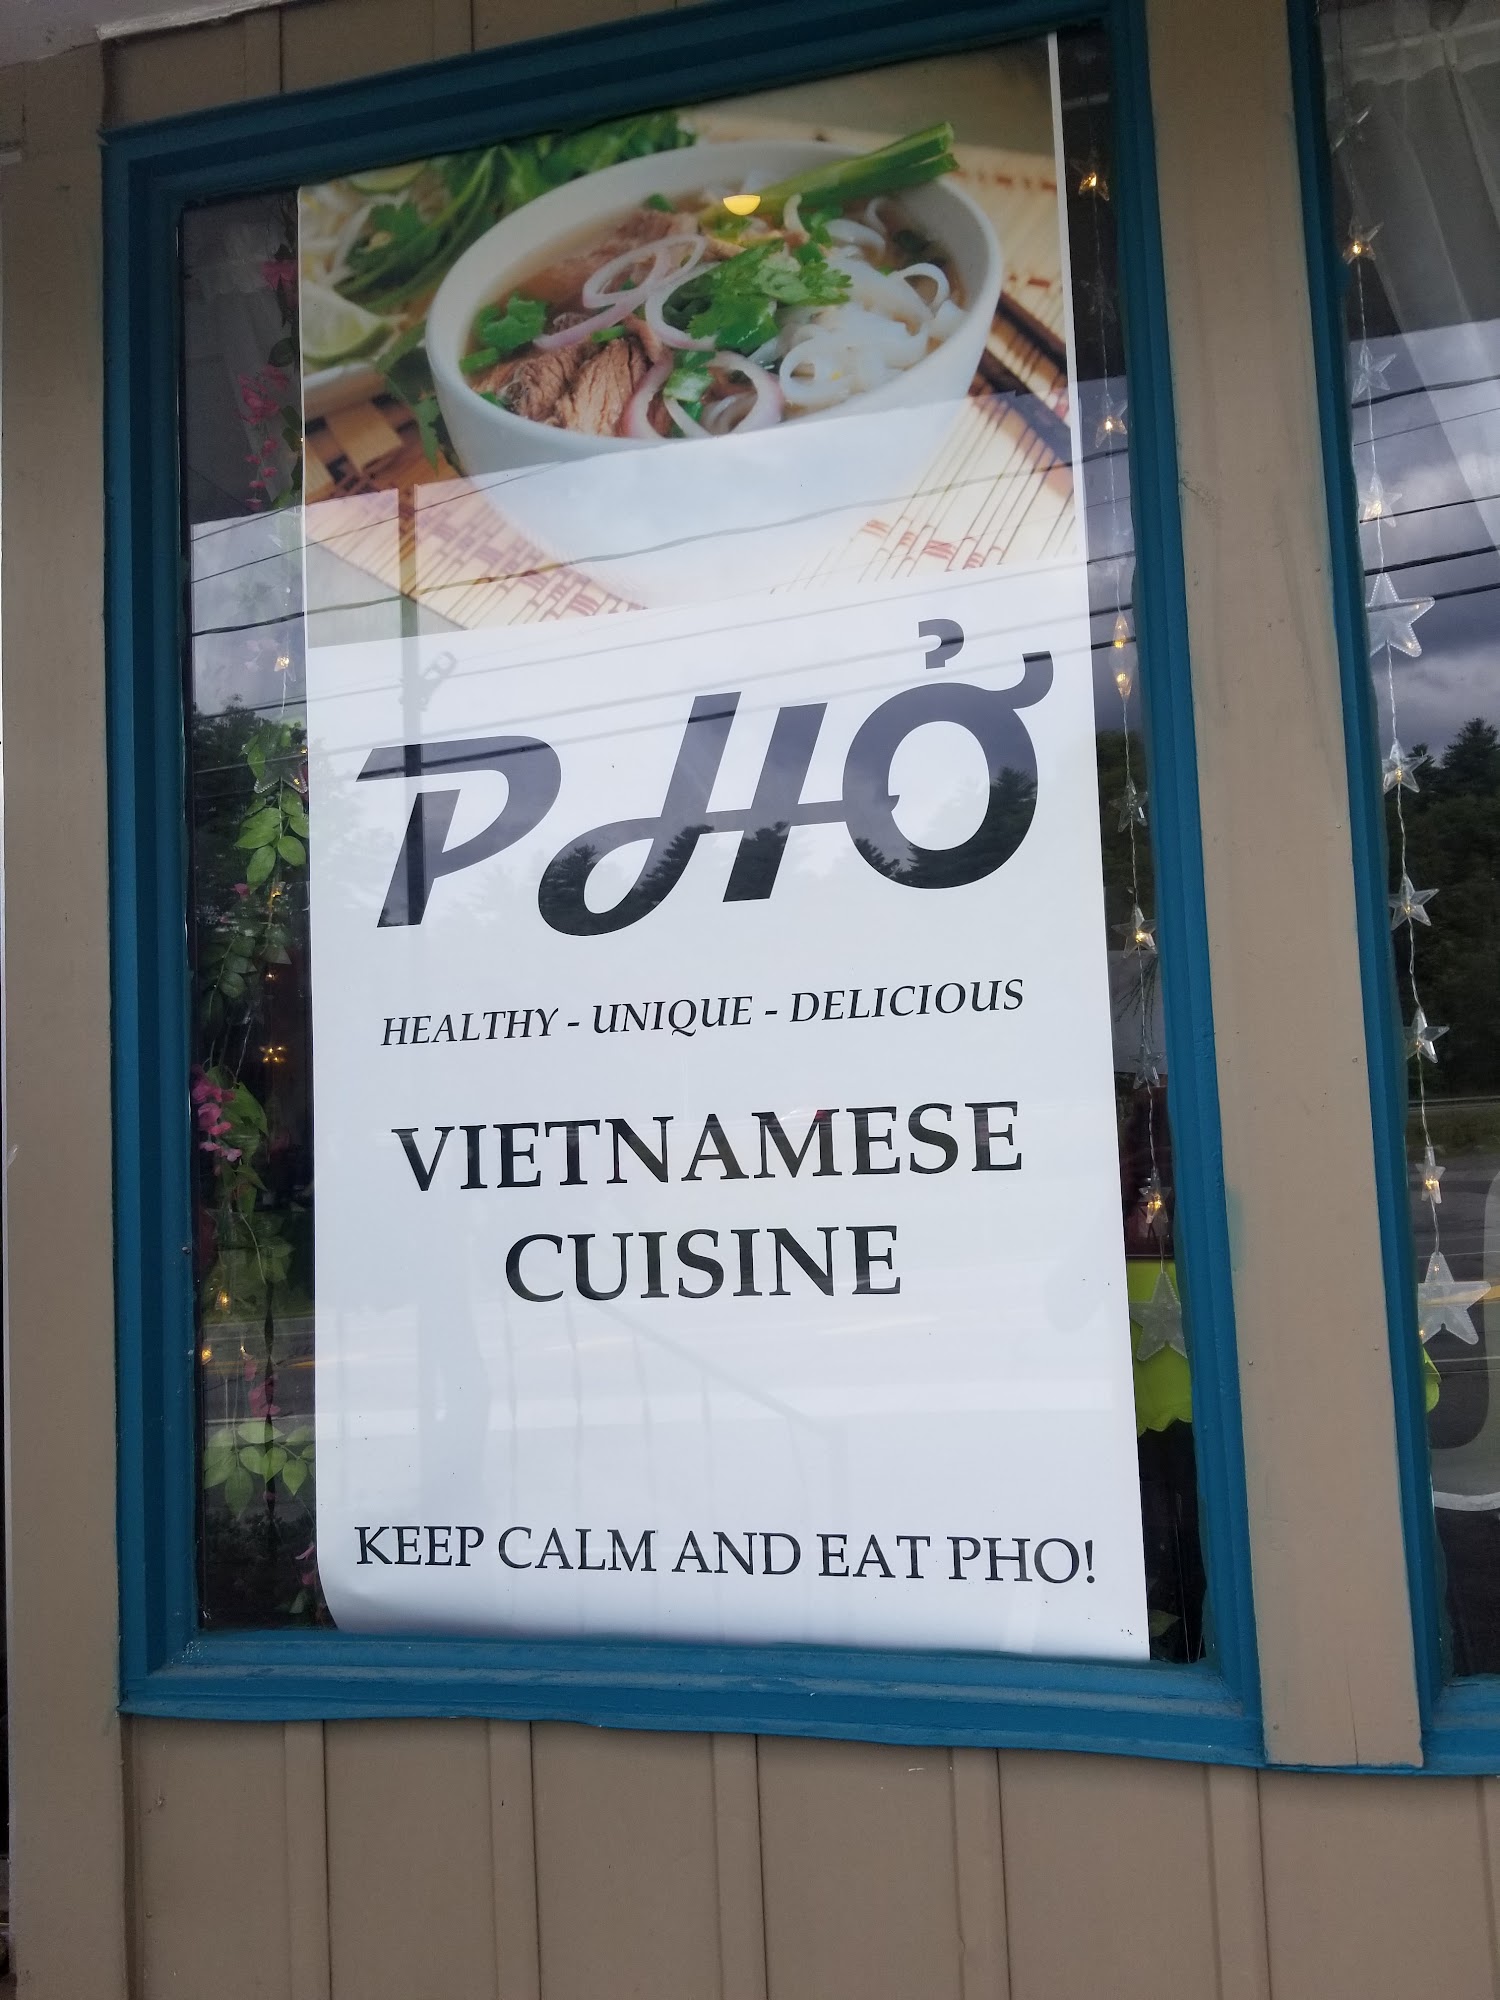 PHỞ
HEALTHY - UNIQUE - DELICIOUS
VIETNAMESE
CUISINE
KEEP CALM AND EAT PHO!